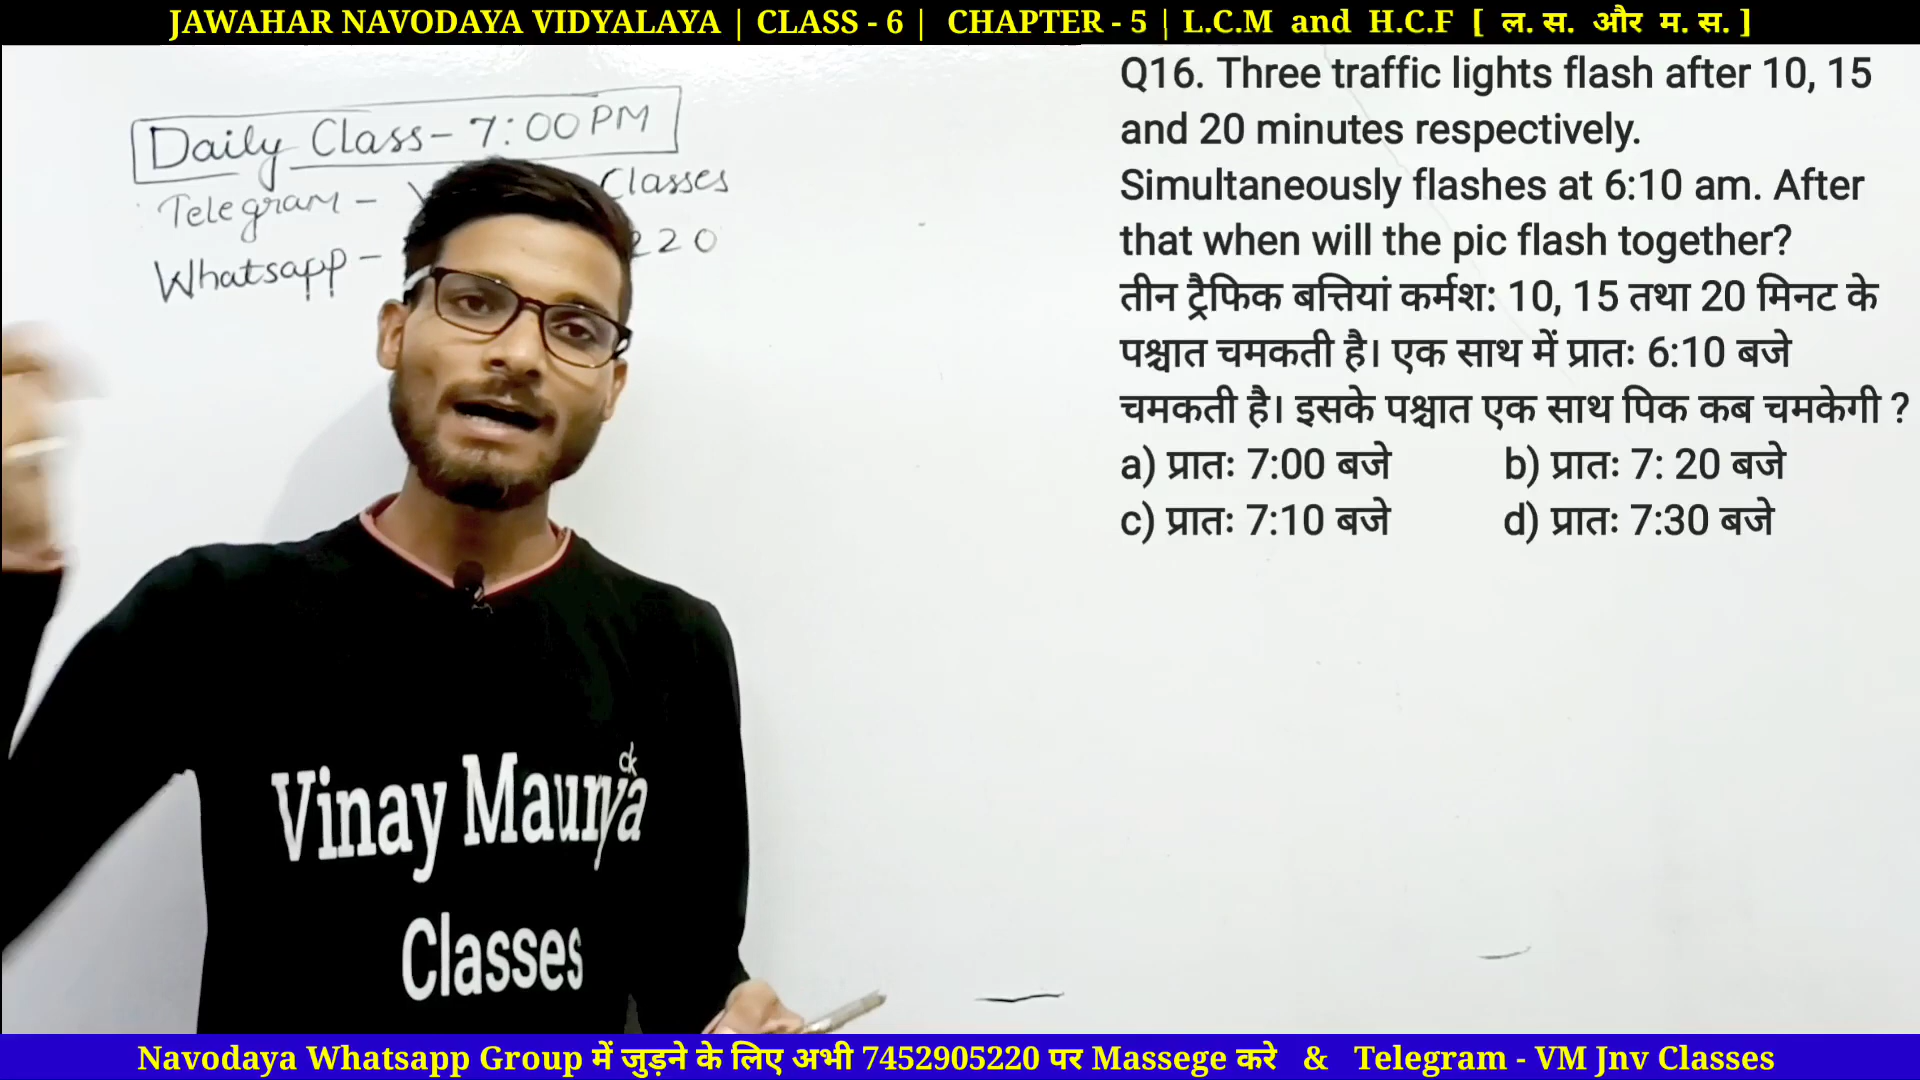 JAWAHAR NAVODAYA VIDYALAYA | CLASS - 6 | CHAPTER - 5 | L.C.M and H.C.F [ ल. स. और म. स. ]
Daily Class - 7:00 PM
Telegram - Classes
Whatsapp - 220
Q16. Three traffic lights flash after 10, 15
and 20 minutes respectively.
Simultaneously flashes at 6:10 am. After
that when will the pic flash together?
तीन ट्रैफिक बत्तियां कर्मश: 10, 15 तथा 20 मिनट के
पश्चात चमकती है। एक साथ में प्रातः 6:10 बजे
चमकती है। इसके पश्चात एक साथ पिक कब चमकेगी ?
a) प्रातः 7:00 बजे b) प्रातः 7: 20 बजे
c) प्रातः 7:10 बजे d) प्रातः 7:30 बजे
Vinay Maurya
Classes
Navodaya Whatsapp Group में जुड़ने के लिए अभी 7452905220 पर Massege करे & Telegram - VM Jnv Classes